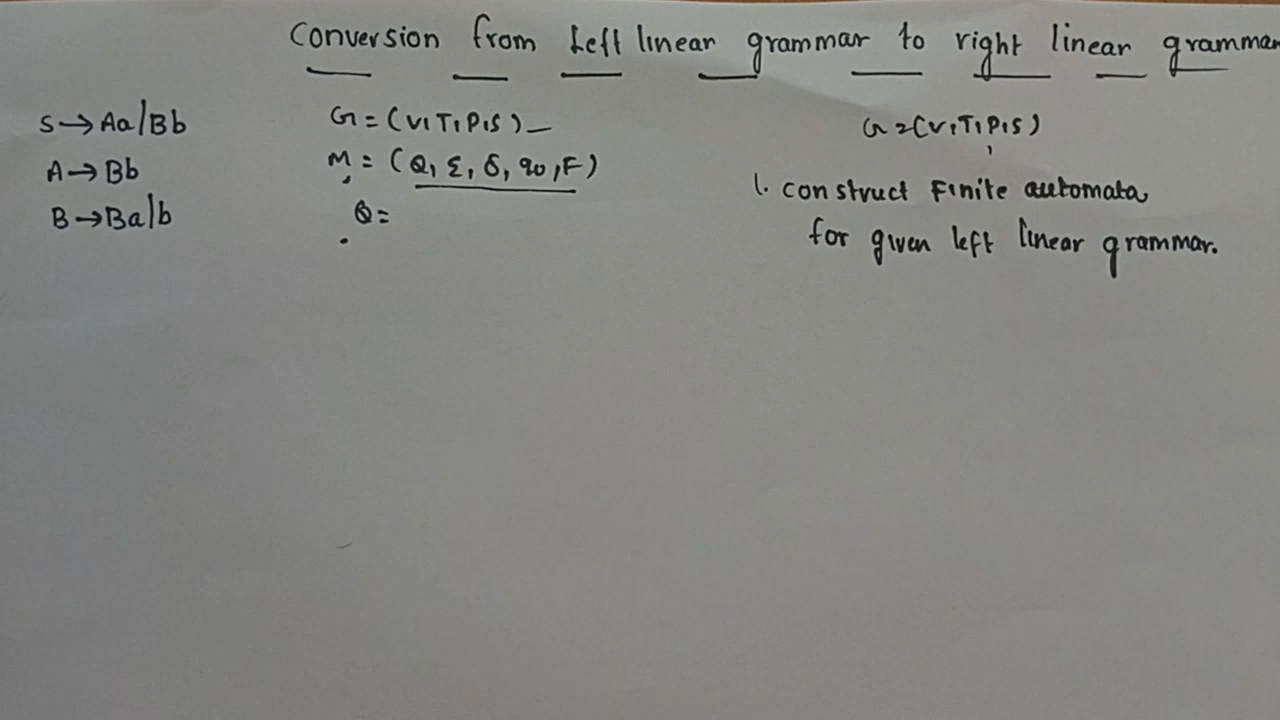 Conversion from Left linear grammar to right linear grammar
S→Aa/Bb
A→Bb
B→Ba/b
G=(V,T,P,S)
M=(Q,Σ,δ,q0,F)
Q=
G=(V,T,P,S)
1. construct Finite automata
for given left linear grammar.